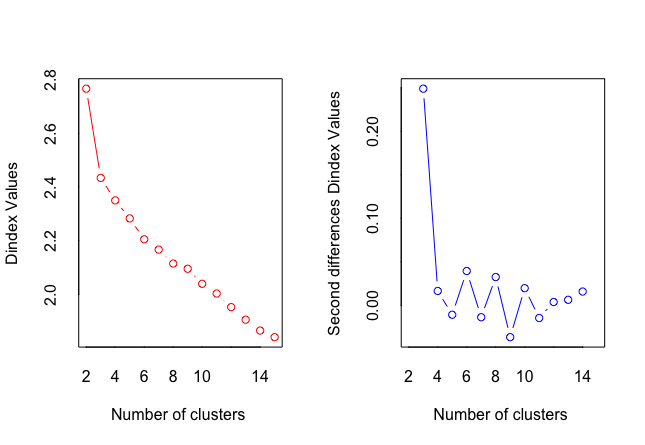 Dindex Values
2.8
2.6
2.4
2.2
2.0
2 4 6 8 10 14
Number of clusters
Second differences Dindex Values
0.20
0.10
0.00
2 4 6 8 10 14
Number of clusters